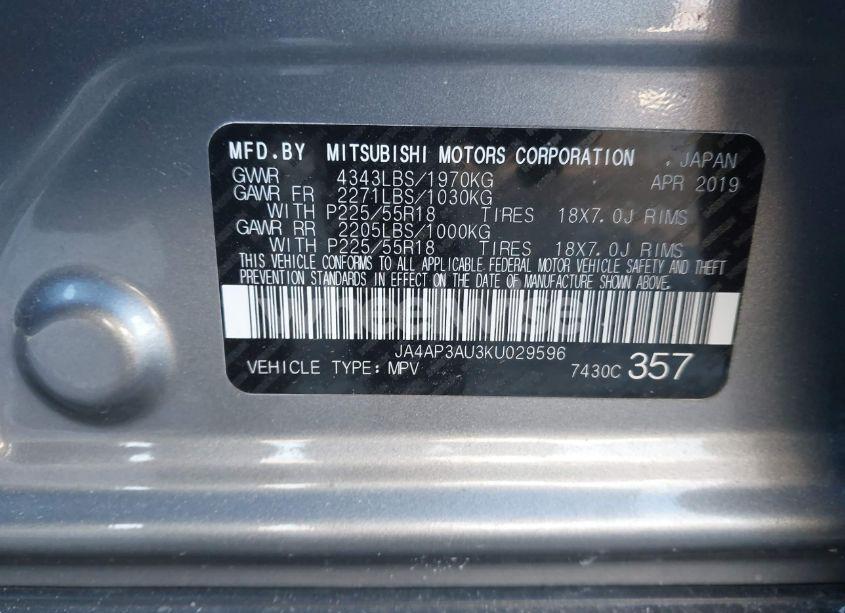 MFD.BY MITSUBISHI MOTORS CORPORATION , JAPAN
GVWR 4343LBS/1970KG APR 2019
GAWR FR 2271LBS/1030KG
WITH P225/55R18 TIRES 18X7.0J RIMS
GAWR RR 2205LBS/1000KG
WITH P225/55R18 TIRES 18X7.0J RIMS
THIS VEHICLE CONFORMS TO ALL APPLICABLE FEDERAL MOTOR VEHICLE SAFETY AND THEFT
PREVENTION STANDARDS IN EFFECT ON THE DATE OF MANUFACTURE SHOWN ABOVE.
JA4AP3AU3KU029596
VEHICLE TYPE: MPV 7430C 357